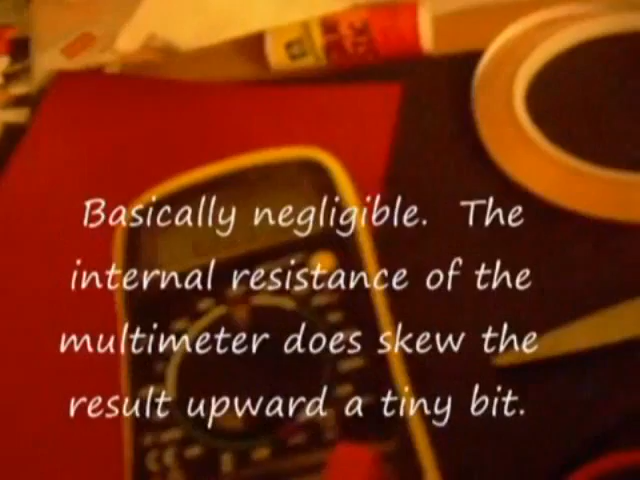 Basically negligible. The
internal resistance of the
multimeter does skew the
result upward a tiny bit.